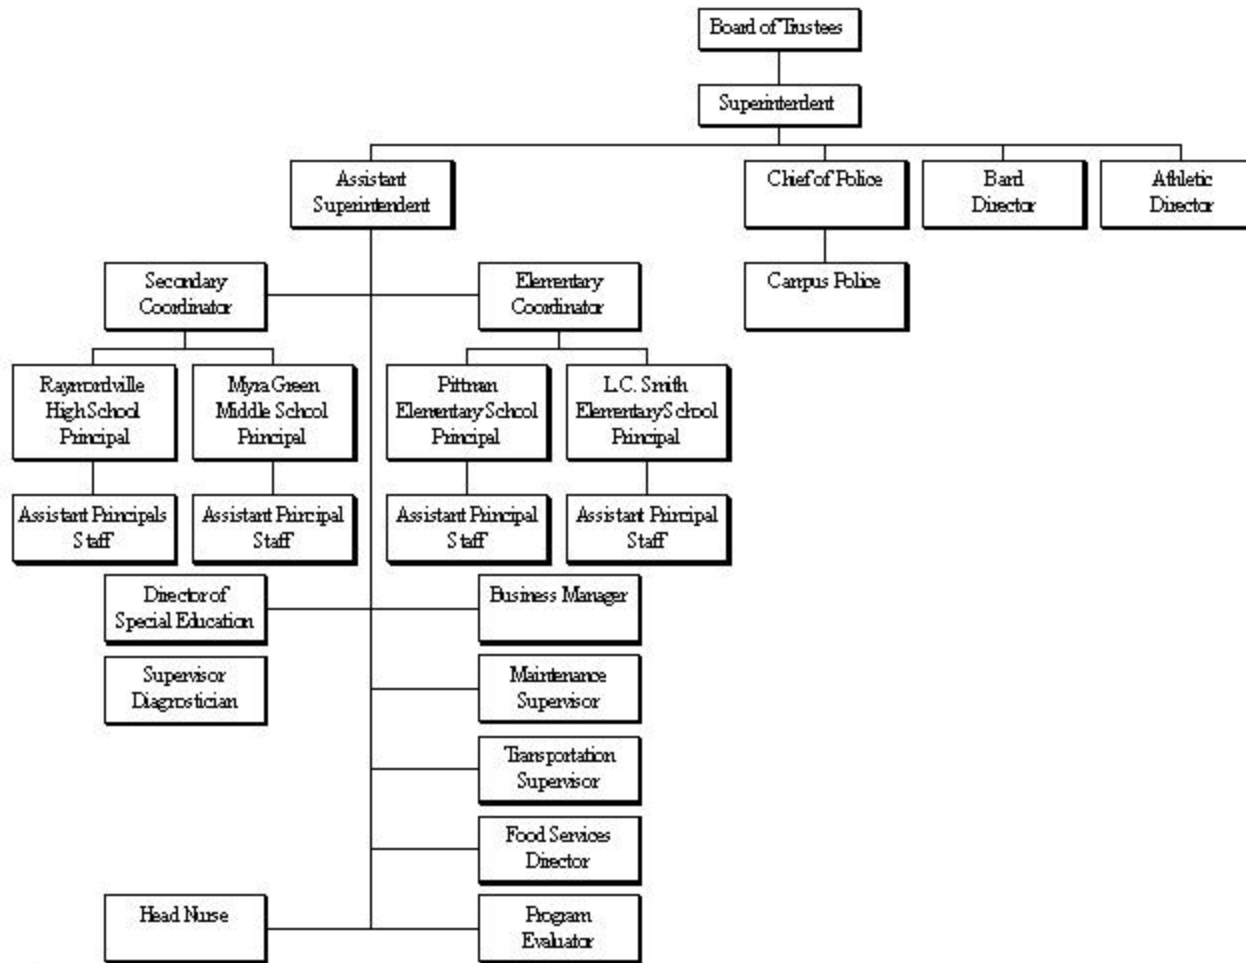 Board of Trustees
Superintendent
Assistant
Superintendent
Chief of Police
Band
Director
Athletic
Director
Secondary
Coordinator
Elementary
Coordinator
Campus Police
Raymondville
High School
Principal
Myra Green
Middle School
Principal
Pittman
Elementary School
Principal
L.C. Smith
Elementary School
Principal
Assistant Principals
Staff
Assistant Principal
Staff
Assistant Principal
Staff
Assistant Principal
Staff
Director of
Special Education
Business Manager
Supervisor
Diagnostician
Maintenance
Supervisor
Transportation
Supervisor
Food Services
Director
Head Nurse
Program
Evaluator